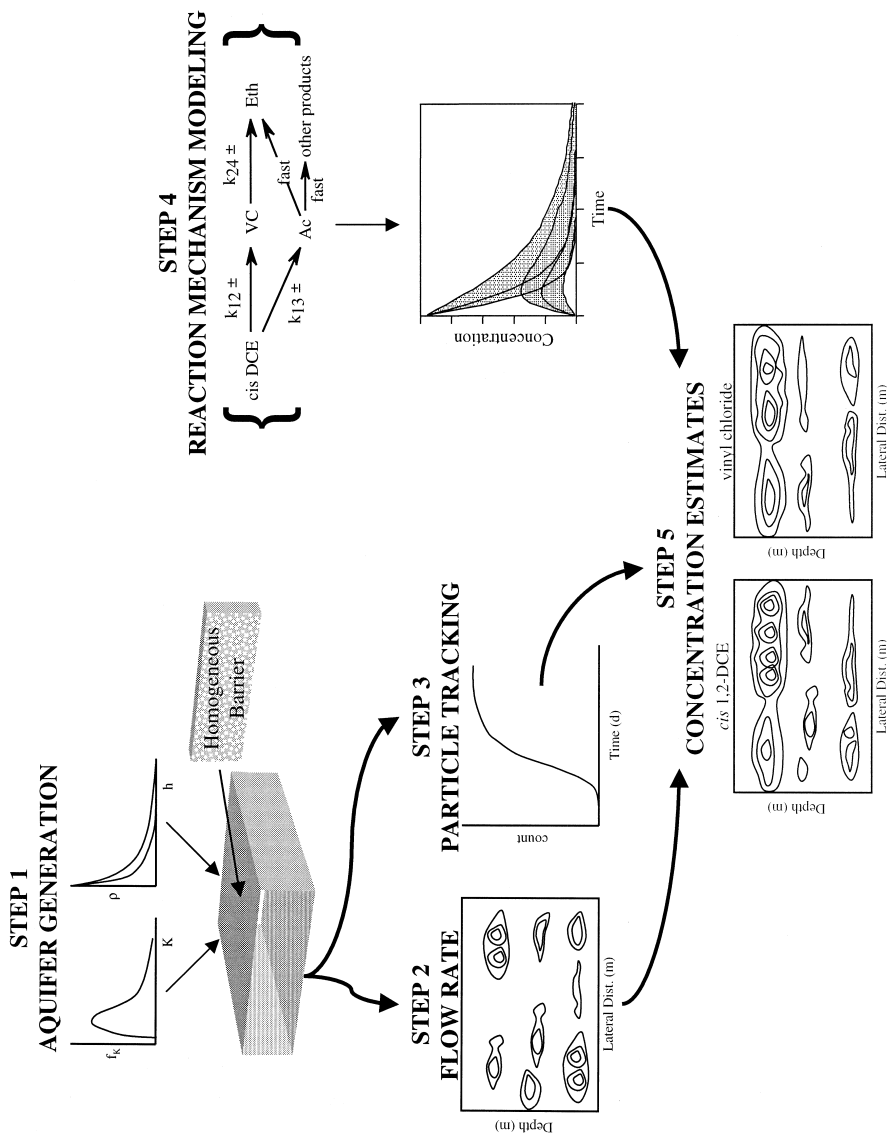 STEP 1
AQUIFER GENERATION
fK
K
ρ
h
Homogeneous
Barrier
STEP 2
FLOW RATE
Depth (m)
Lateral Dist. (m)
STEP 3
PARTICLE TRACKING
count
Time (d)
STEP 4
REACTION MECHANISM MODELING
cis DCE
k12 ±
VC
k24 ±
Eth
k13 ±
Ac
fast
fast
other products
Concentration
Time
STEP 5
CONCENTRATION ESTIMATES
cis 1,2-DCE
Depth (m)
Lateral Dist. (m)
vinyl chloride
Depth (m)
Lateral Dist. (m)